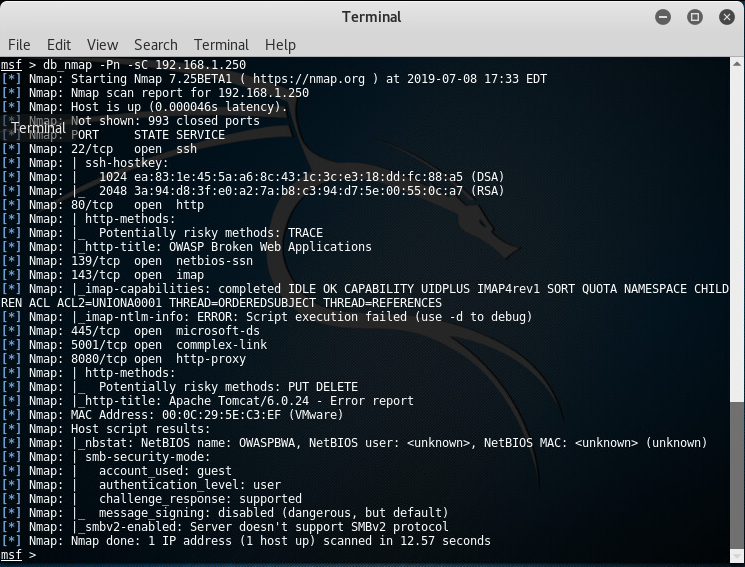 Terminal
File Edit View Search Terminal Help
msf > db_nmap -Pn -sC 192.168.1.250
[*] Nmap: Starting Nmap 7.25BETA1 ( https://nmap.org ) at 2019-07-08 17:33 EDT
[*] Nmap: Nmap scan report for 192.168.1.250
[*] Nmap: Host is up (0.000046s latency).
[*] Nmap: Not shown: 993 closed ports
Terminal
[*] Nmap: PORT     STATE SERVICE
[*] Nmap: 22/tcp   open  ssh
[*] Nmap: | ssh-hostkey:
[*] Nmap: |   1024 ea:83:1e:45:5a:a6:8c:43:1c:3c:e3:18:dd:fc:88:a5 (DSA)
[*] Nmap: |_  2048 3a:94:d8:3f:e0:a2:7a:b8:c3:94:d7:5e:00:55:0c:a7 (RSA)
[*] Nmap: 80/tcp   open  http
[*] Nmap: | http-methods:
[*] Nmap: |_  Potentially risky methods: TRACE
[*] Nmap: |_http-title: OWASP Broken Web Applications
[*] Nmap: 139/tcp  open  netbios-ssn
[*] Nmap: 143/tcp  open  imap
[*] Nmap: |_imap-capabilities: completed IDLE OK CAPABILITY UIDPLUS IMAP4rev1 SORT QUOTA NAMESPACE CHILD
REN ACL ACL2=UNIONA0001 THREAD=ORDEREDSUBJECT THREAD=REFERENCES
[*] Nmap: |_imap-ntlm-info: ERROR: Script execution failed (use -d to debug)
[*] Nmap: 445/tcp  open  microsoft-ds
[*] Nmap: 5001/tcp open  commplex-link
[*] Nmap: 8080/tcp open  http-proxy
[*] Nmap: | http-methods:
[*] Nmap: |_  Potentially risky methods: PUT DELETE
[*] Nmap: |_http-title: Apache Tomcat/6.0.24 - Error report
[*] Nmap: MAC Address: 00:0C:29:5E:C3:EF (VMware)
[*] Nmap: Host script results:
[*] Nmap: |_nbstat: NetBIOS name: OWASPBWA, NetBIOS user: <unknown>, NetBIOS MAC: <unknown> (unknown)
[*] Nmap: | smb-security-mode:
[*] Nmap: |   account_used: guest
[*] Nmap: |   authentication_level: user
[*] Nmap: |   challenge_response: supported
[*] Nmap: |_  message_signing: disabled (dangerous, but default)
[*] Nmap: |_smbv2-enabled: Server doesn't support SMBv2 protocol
[*] Nmap: Nmap done: 1 IP address (1 host up) scanned in 12.57 seconds
msf >